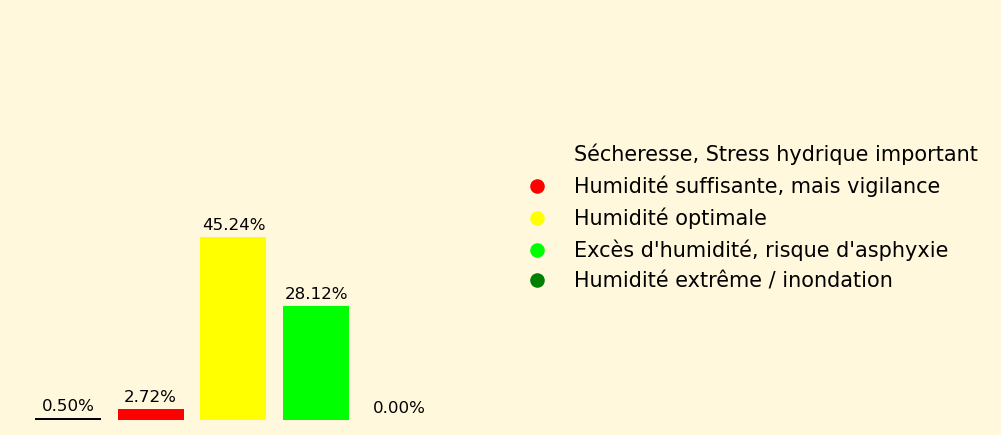 45.24%
28.12%
2.72%
0.50%
0.00%
Sécheresse, Stress hydrique important
Humidité suffisante, mais vigilance
Humidité optimale
Excès d'humidité, risque d'asphyxie
Humidité extrême / inondation